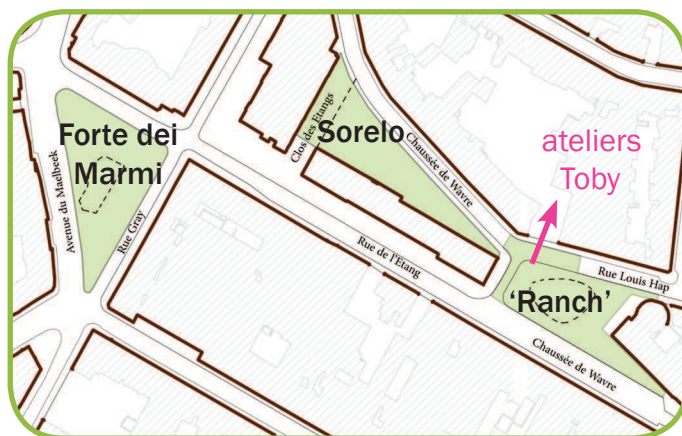 Forte dei
Marmi
Avenue du Maelbeek
Rue Gray
Clos des Etangs
Sorelo
Chaussée de Wavre
Rue de l'Etang
ateliers
Toby
Rue Louis Hap
‘Ranch’
Chaussée de Wavre